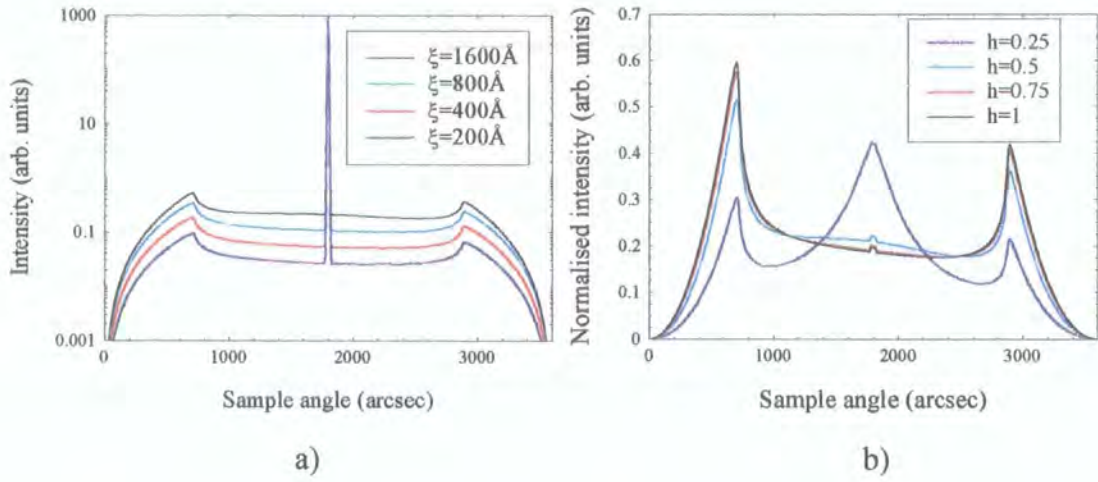 Intensity (arb. units)
1000
10
0.1
0.001
ξ=1600Å
ξ=800Å
ξ=400Å
ξ=200Å
0
1000
2000
3000
Sample angle (arcsec)
a)
Normalised intensity (arb. units)
0.7
0.6
0.5
0.4
0.3
0.2
0.1
0
h=0.25
h=0.5
h=0.75
h=1
0
1000
2000
3000
Sample angle (arcsec)
b)